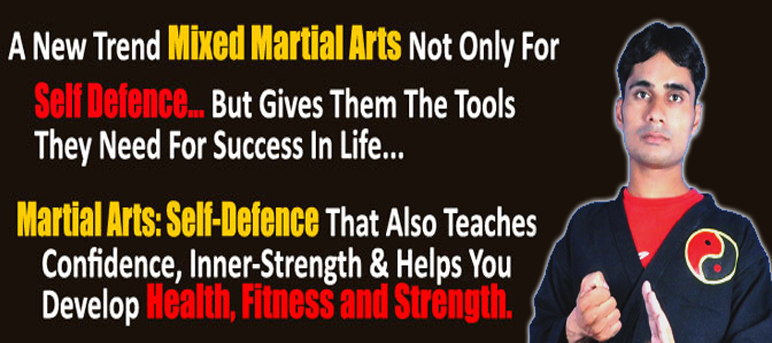 A New Trend Mixed Martial Arts Not Only For
Self Defence... But Gives Them The Tools
They Need For Success In Life...
Martial Arts: Self-Defence That Also Teaches
Confidence, Inner-Strength & Helps You
Develop Health, Fitness and Strength.